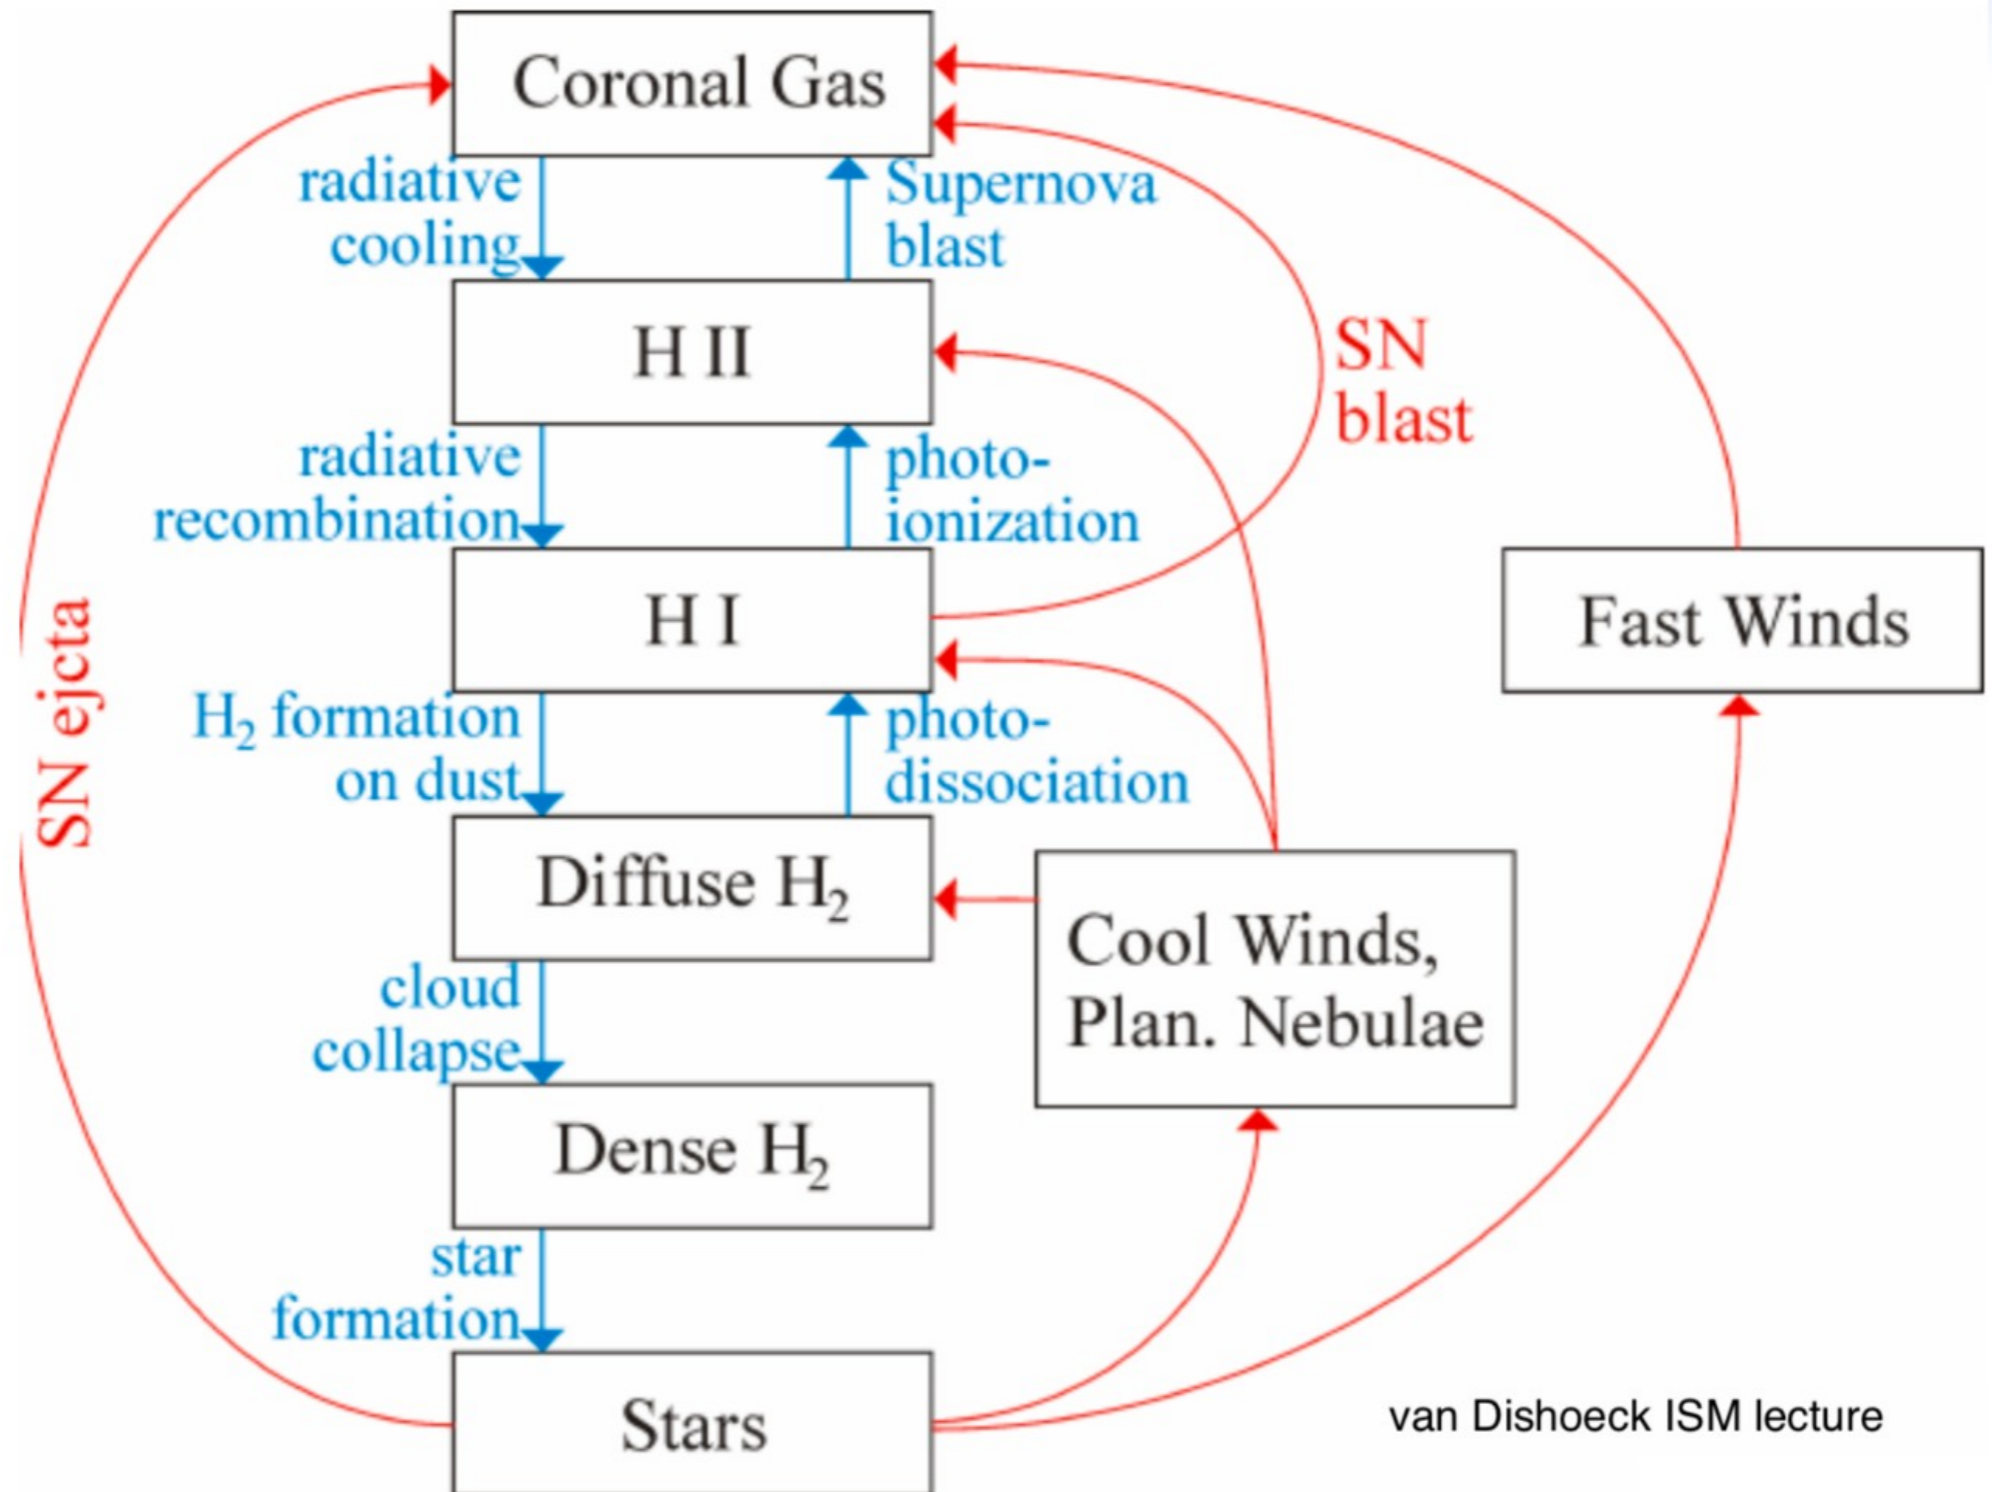 Coronal Gas
radiative
cooling
Supernova
blast
H II
SN
blast
radiative
recombination
photo-
ionization
H I
Fast Winds
SN ejcta
H₂ formation
on dust
photo-
dissociation
Diffuse H₂
Cool Winds,
Plan. Nebulae
cloud
collapse
Dense H₂
star
formation
Stars
van Dishoeck ISM lecture